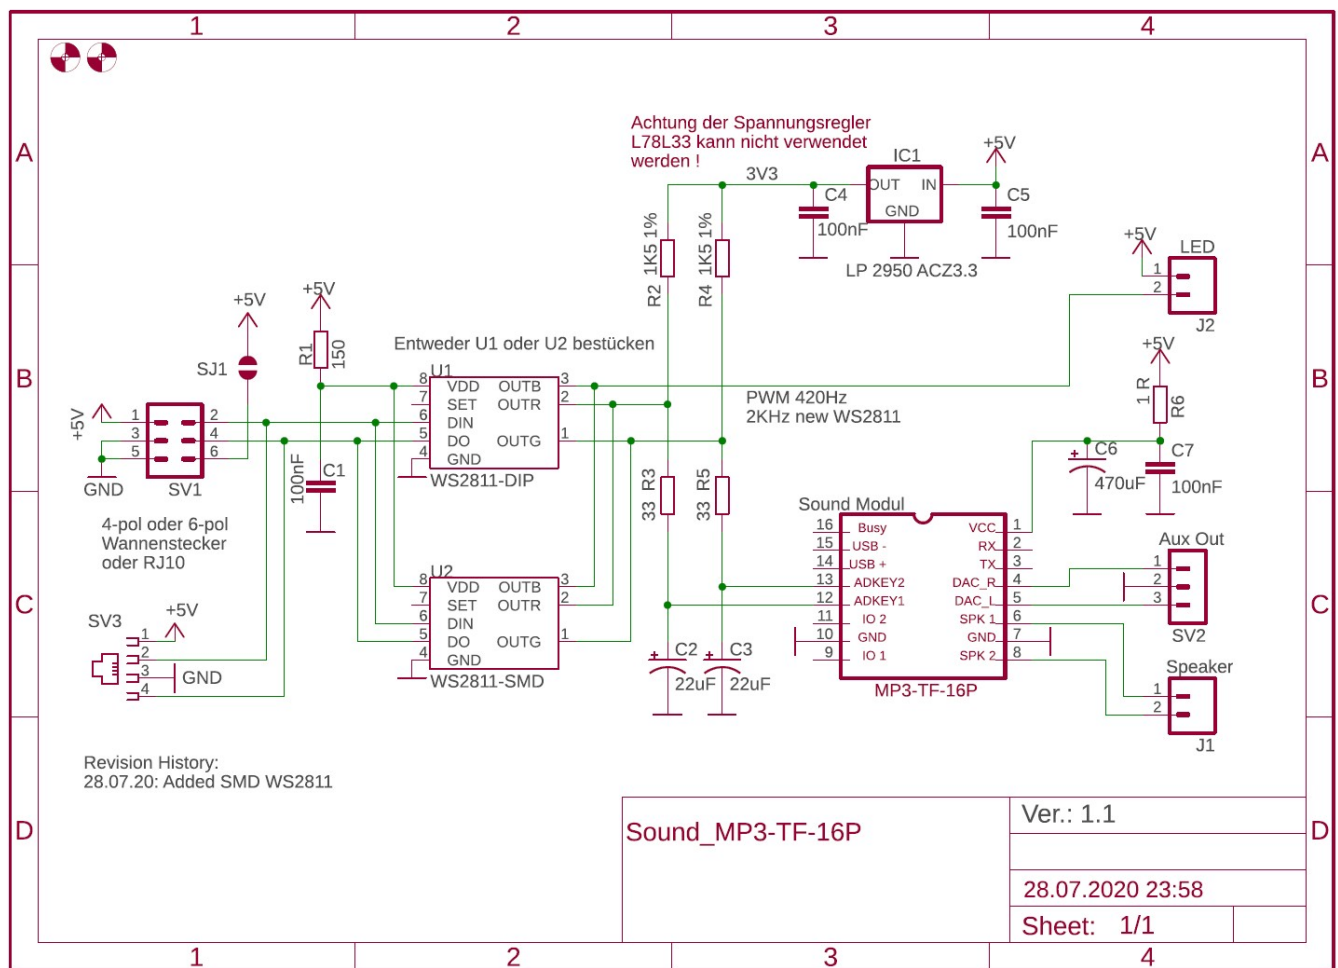 1 2 3 4
A A
Achtung der Spannungsregler
L78L33 kann nicht verwendet
werden !
3V3
IC1
OUT IN
GND
+5V
C4
100nF
C5
100nF
LP 2950 ACZ3.3
1K5 1%
R2
1K5 1%
R4
+5V
LED
1
2
J2
B B
+5V
SJ1
+5V
R1
150
Entweder U1 oder U2 bestücken
U1
8 VDD OUTB 3
7 SET OUTR 2
6 DIN
5 DO OUTG 1
4 GND
WS2811-DIP
PWM 420Hz
2KHz new WS2811
+5V
1 R
R6
+5V
1 2
3 4
5 6
GND
SV1
100nF
C1
33 R3
33 R5
C6
470uF
C7
100nF
4-pol oder 6-pol
Wannenstecker
oder RJ10
Sound Modul
16 Busy VCC 1
15 USB - RX 2
14 USB + TX 3
13 ADKEY2 DAC_R 4
12 ADKEY1 DAC_L 5
11 IO 2 SPK 1 6
10 GND GND 7
9 IO 1 SPK 2 8
MP3-TF-16P
Aux Out
1
2
3
SV2
C C
U2
8 VDD OUTB 3
7 SET OUTR 2
6 DIN
5 DO OUTG 1
4 GND
WS2811-SMD
SV3
+5V
1
2
3
4
GND
+ C2
22uF
+ C3
22uF
Speaker
1
2
J1
Revision History:
28.07.20: Added SMD WS2811
D D
Sound_MP3-TF-16P
Ver.: 1.1
28.07.2020 23:58
Sheet: 1/1
1 2 3 4